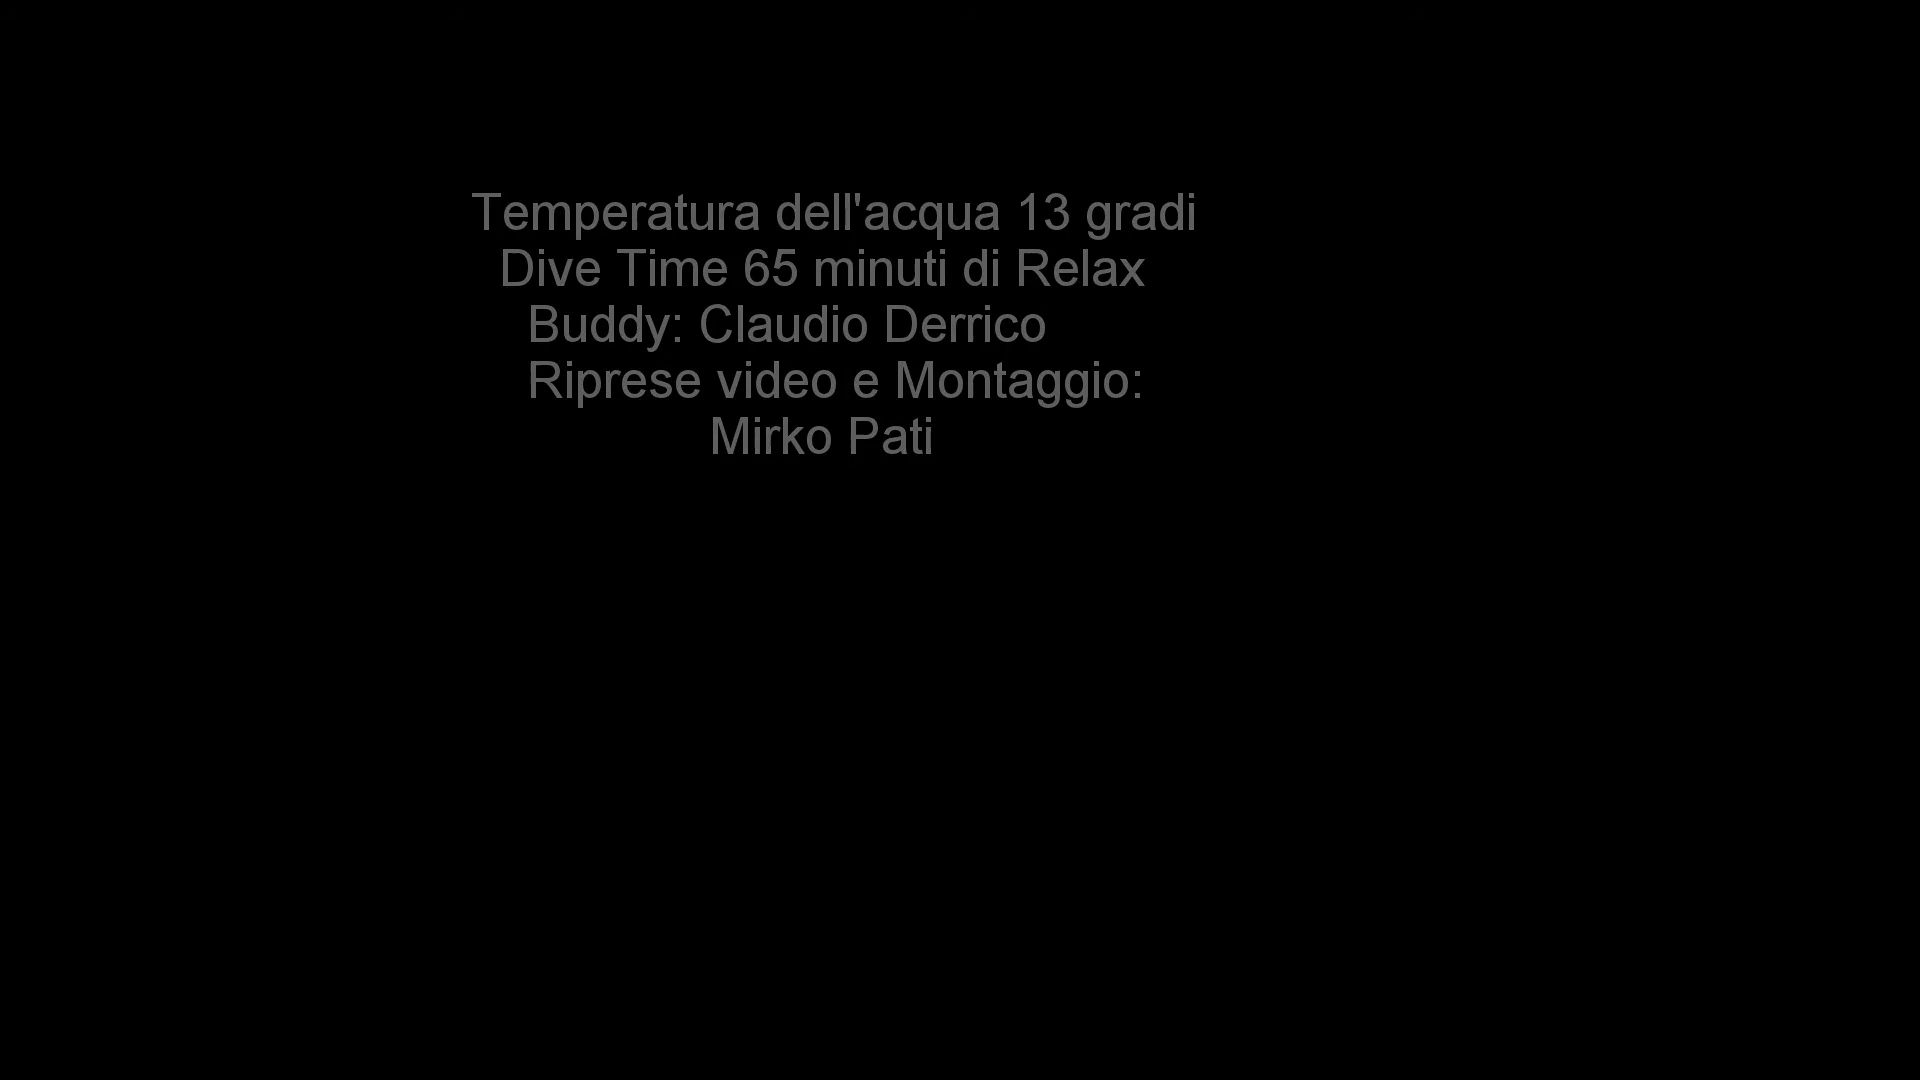 Temperatura dell'acqua 13 gradi
Dive Time 65 minuti di Relax
Buddy: Claudio Derrico
Riprese video e Montaggio:
Mirko Pati